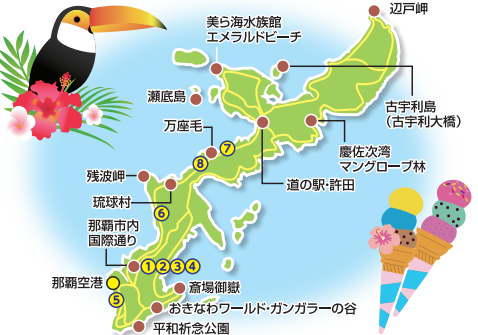 辺戸岬
美ら海水族館
エメラルドビーチ
瀬底島
古宇利島
(古宇利大橋)
万座毛
⑦
⑧
慶佐次湾
マングローブ林
残波岬
道の駅・許田
琉球村
⑥
那覇市内
国際通り
①②③④
那覇空港
斎場御嶽
⑤
おきなわワールド・ガンガラーの谷
平和祈念公園